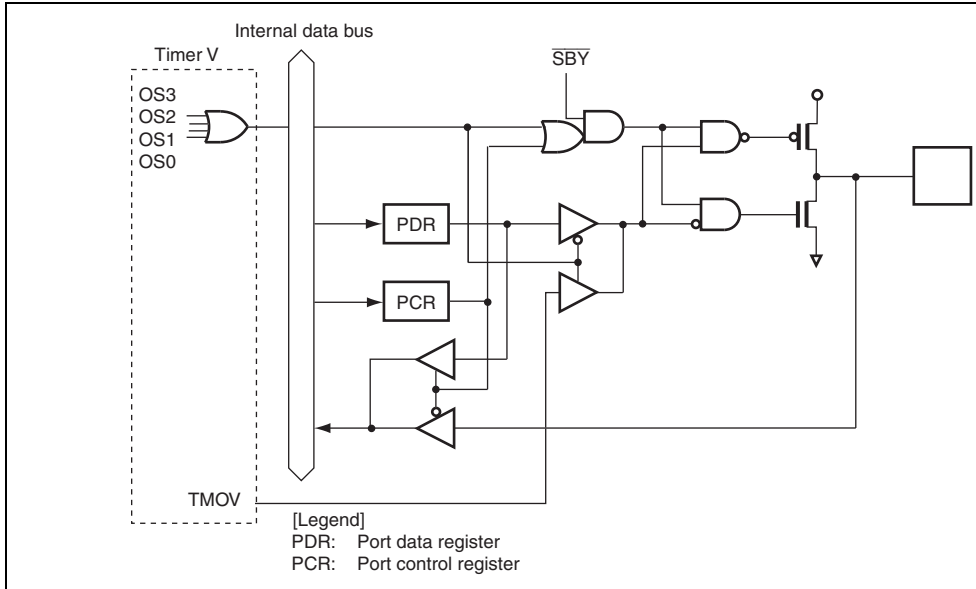 Internal data bus
Timer V
SBY
OS3
OS2
OS1
OS0
PDR
PCR
TMOV
[Legend]
PDR: Port data register
PCR: Port control register